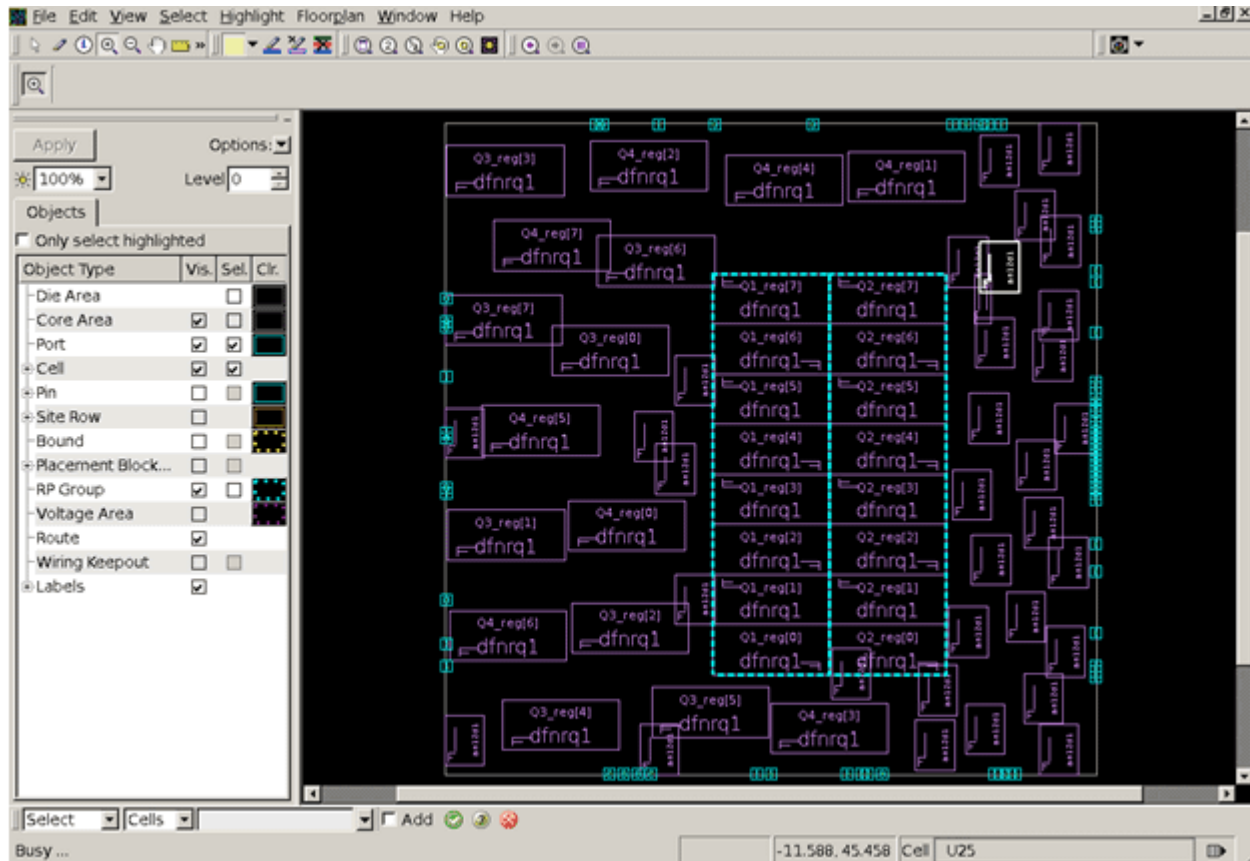 File Edit View Select Highlight Floorplan Window Help
Apply Options:
100% Level 0
Objects
Only select highlighted
Object Type Vis. Sel. Clr.
Die Area
Core Area
Port
Cell
Pin
Site Row
Bound
Placement Block...
RP Group
Voltage Area
Route
Wiring Keepout
Labels
Q3_reg[3] Q4_reg[2] Q4_reg[4] Q4_reg[1]
dfnrq1 dfnrq1 dfnrq1 dfnrq1
Q4_reg[7] Q3_reg[6]
dfnrq1 dfnrq1
Q1_reg[7] Q2_reg[7]
dfnrq1 dfnrq1
Q3_reg[7] Q3_reg[0]
dfnrq1 dfnrq1
Q1_reg[6] Q2_reg[6]
dfnrq1 dfnrq1
Q1_reg[5] Q2_reg[5]
dfnrq1 dfnrq1
Q4_reg[5]
dfnrq1
Q1_reg[4] Q2_reg[4]
dfnrq1 dfnrq1
Q1_reg[3] Q2_reg[3]
dfnrq1 dfnrq1
Q3_reg[1] Q4_reg[0]
dfnrq1 dfnrq1
Q1_reg[2] Q2_reg[2]
dfnrq1 dfnrq1
Q1_reg[1] Q2_reg[1]
dfnrq1 dfnrq1
Q4_reg[6] Q3_reg[2]
dfnrq1 dfnrq1
Q1_reg[0] Q2_reg[0]
dfnrq1 dfnrq1
Q3_reg[4] Q3_reg[5] Q4_reg[3]
dfnrq1 dfnrq1 dfnrq1
Select Cells Add
Busy ... -11.588, 45.458 Cell U25